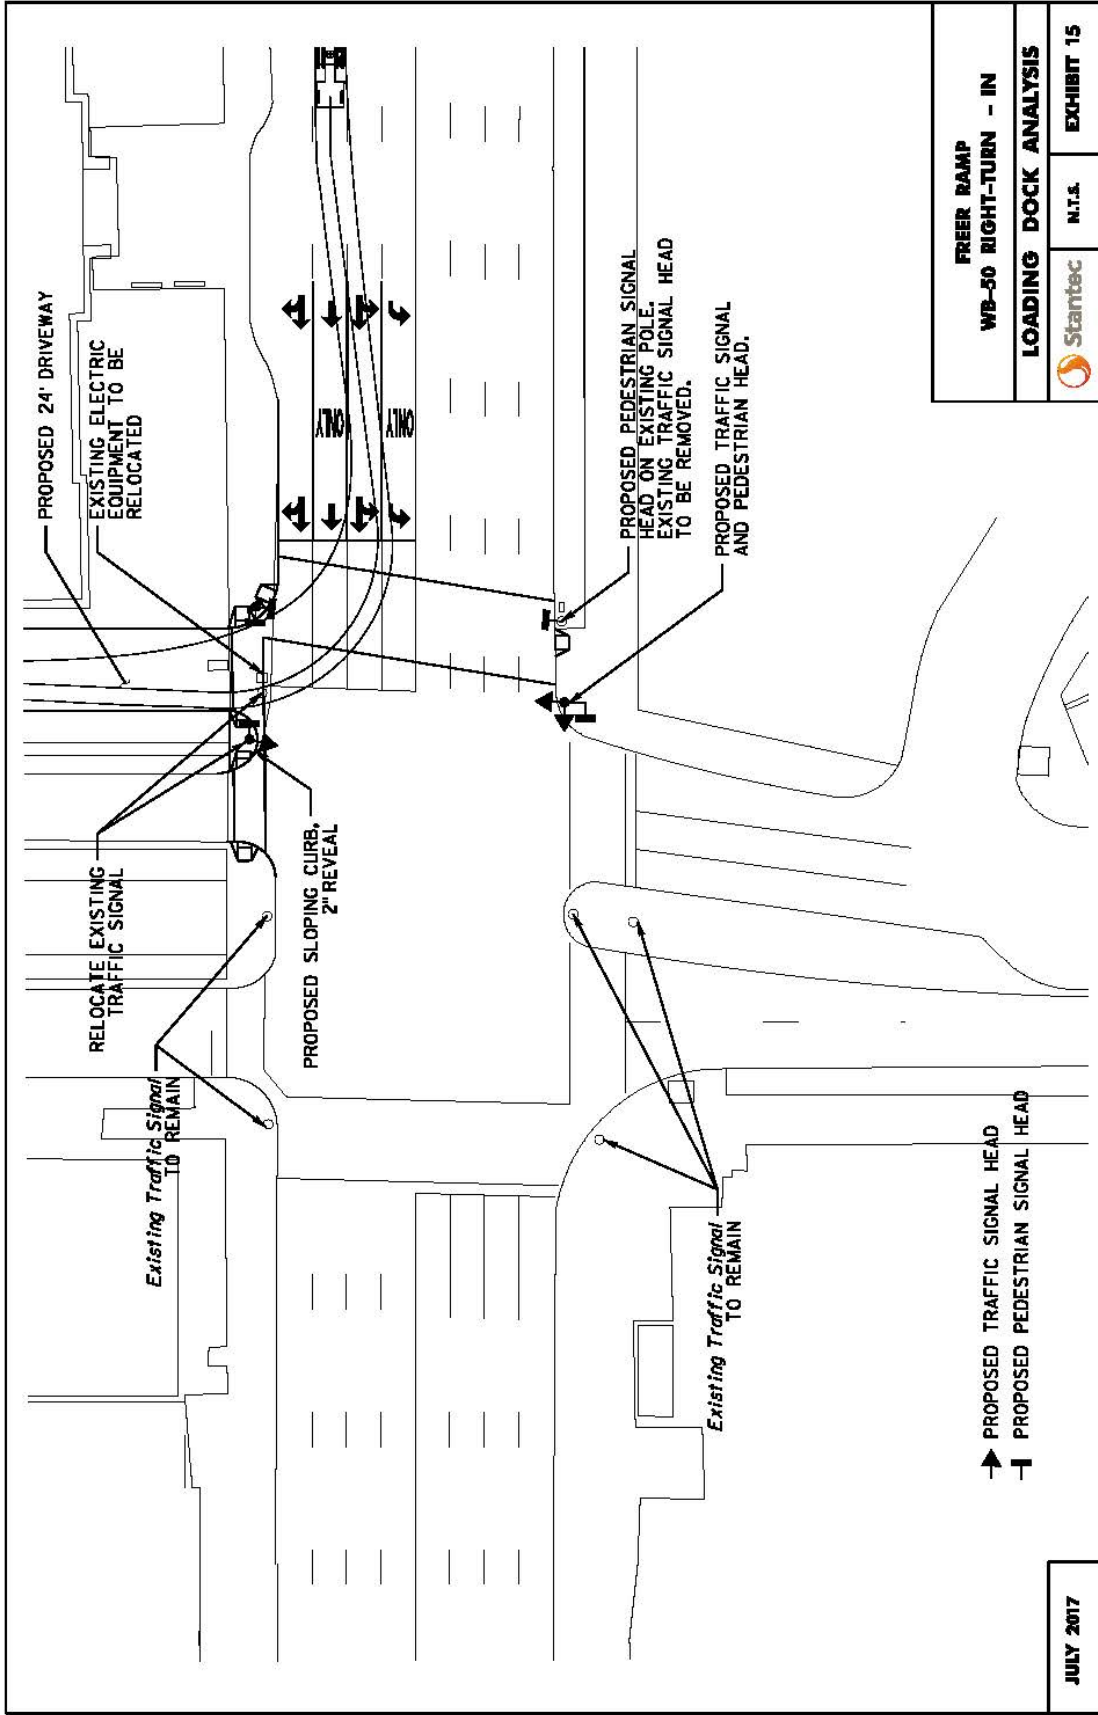 PROPOSED 24' DRIVEWAY
EXISTING ELECTRIC
EQUIPMENT TO BE
RELOCATED
RELOCATE EXISTING
TRAFFIC SIGNAL
PROPOSED SLOPING CURB,
2" REVEAL
Existing Traffic Signal
TO REMAIN
ONLY
ONLY
PROPOSED PEDESTRIAN SIGNAL
HEAD ON EXISTING POLE.
EXISTING TRAFFIC SIGNAL HEAD
TO BE REMOVED.
PROPOSED TRAFFIC SIGNAL
AND PEDESTRIAN HEAD.
Existing Traffic Signal
TO REMAIN
PROPOSED TRAFFIC SIGNAL HEAD
PROPOSED PEDESTRIAN SIGNAL HEAD
JULY 2017
FREER RAMP
WB-50 RIGHT-TURN - IN
LOADING DOCK ANALYSIS
Stantec
N.T.S.
EXHIBIT 15